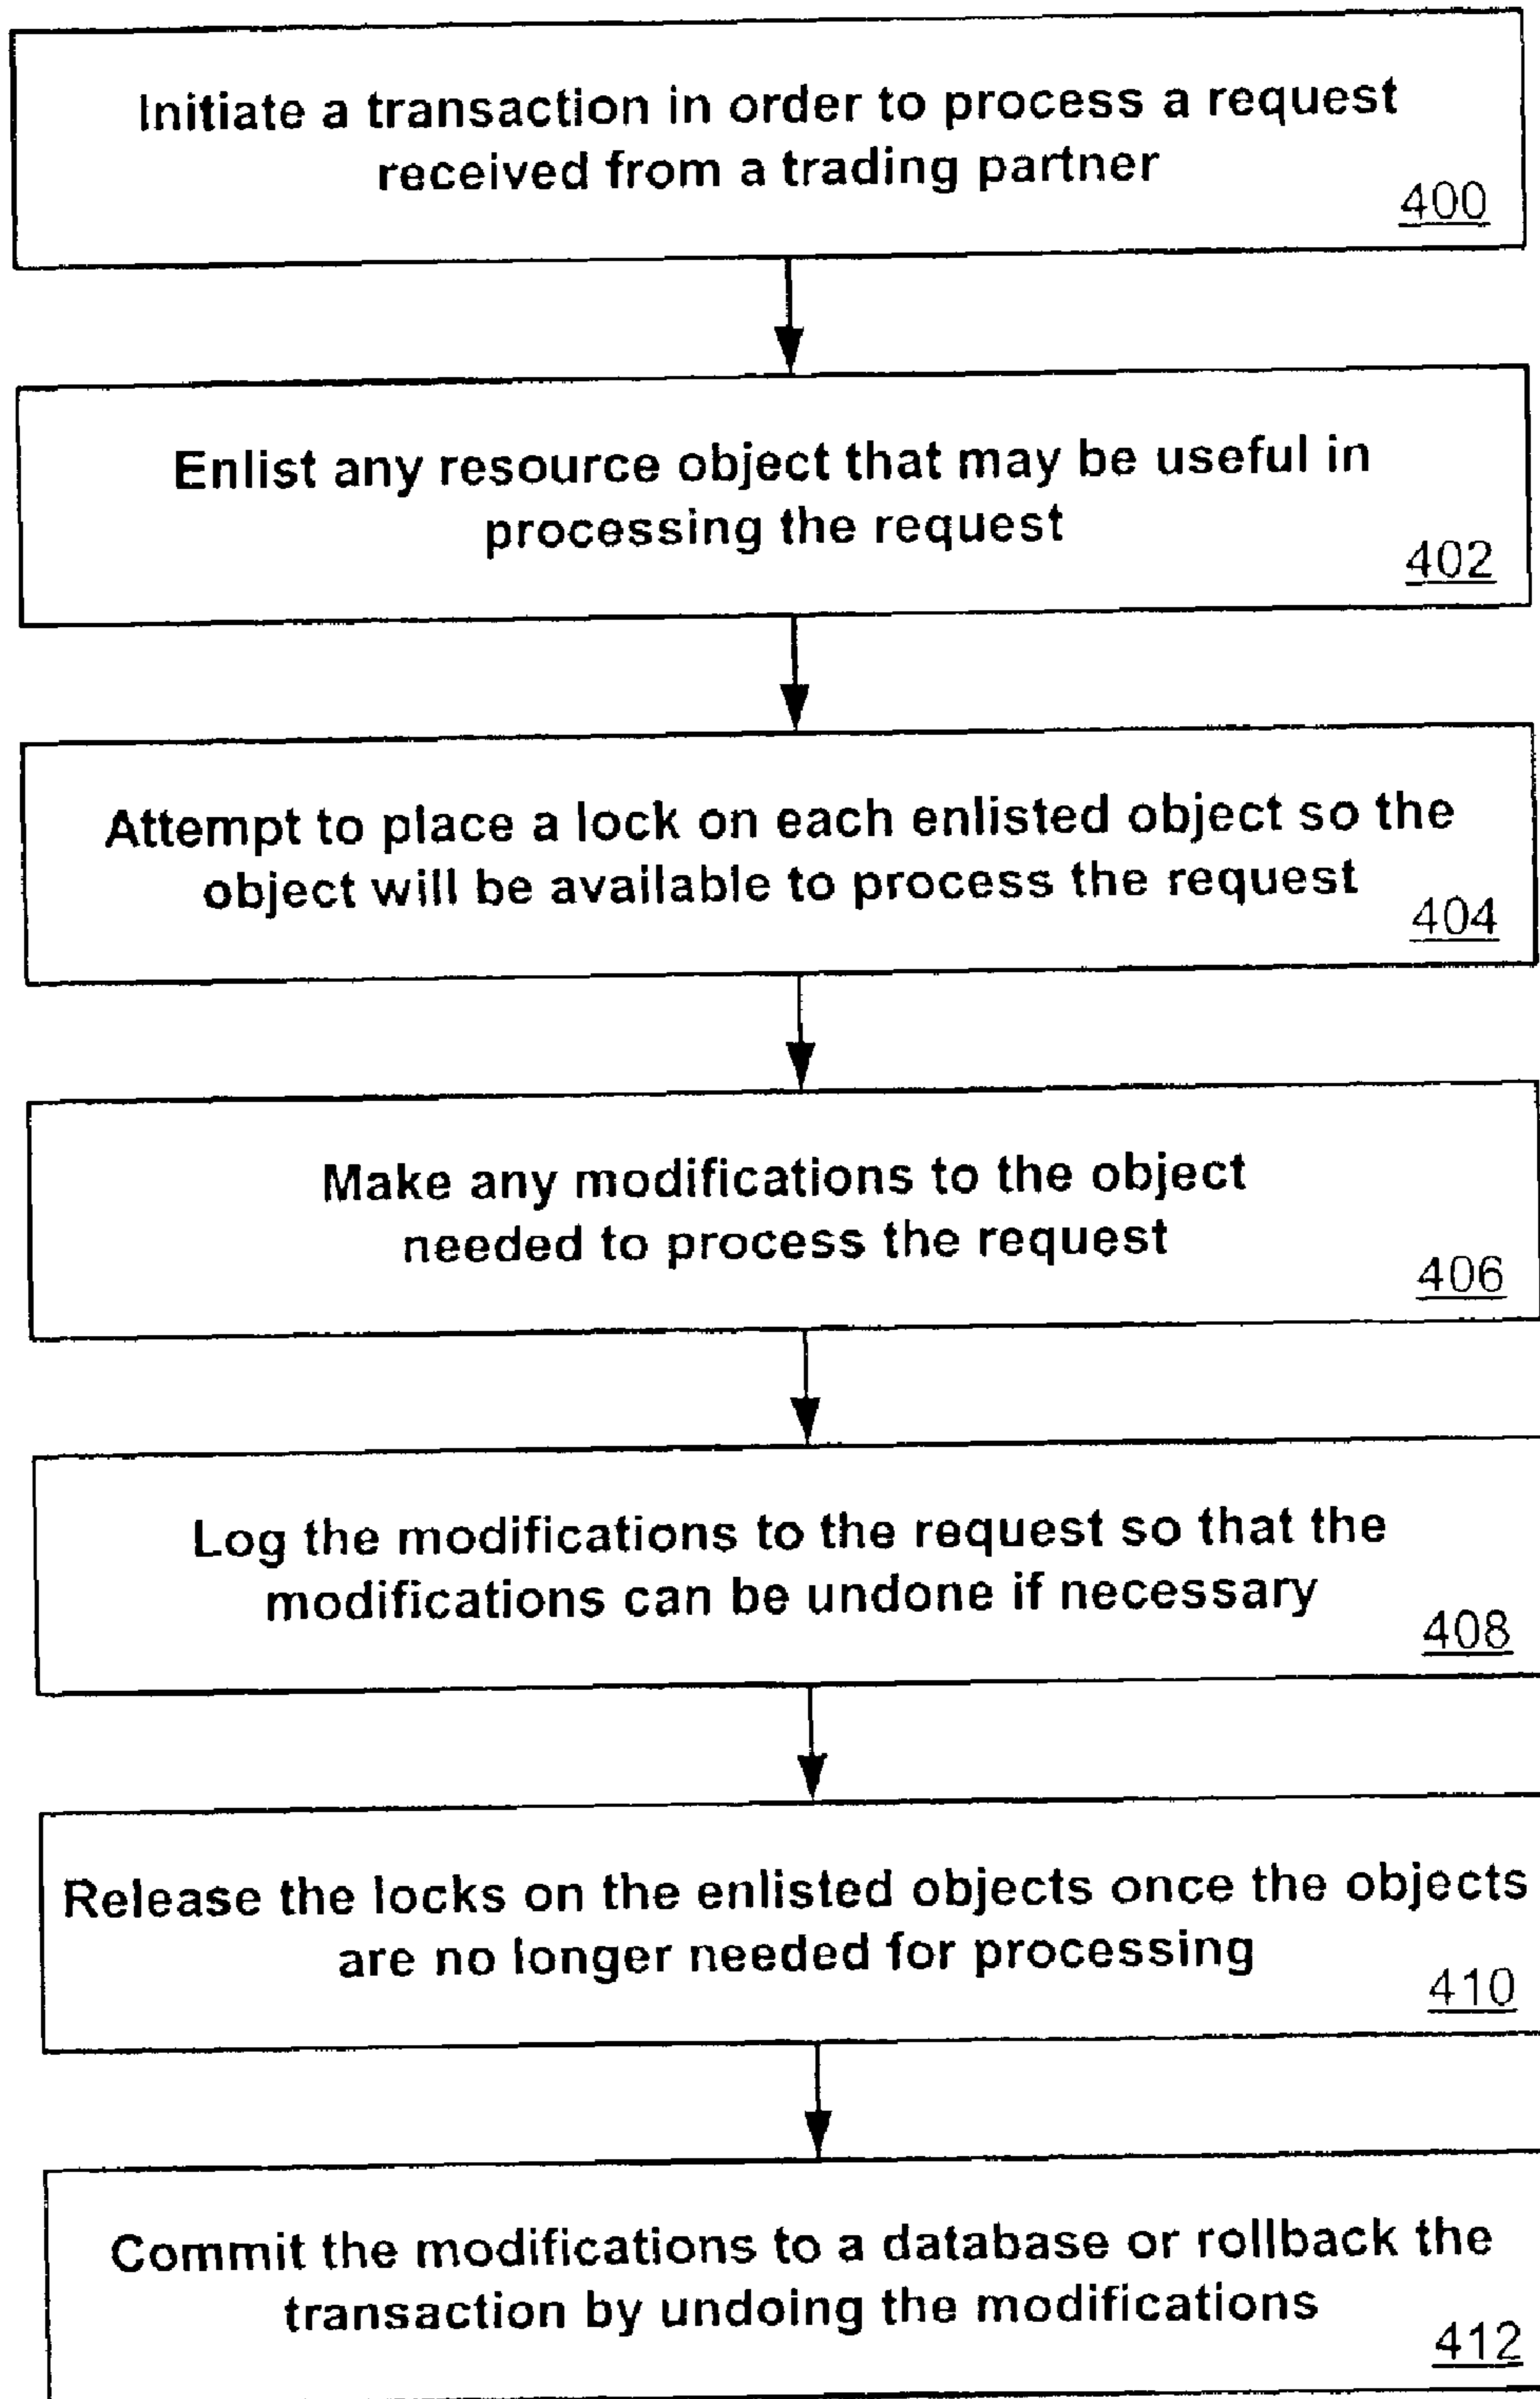 Initiate a transaction in order to process a request
received from a trading partner
400
Enlist any resource object that may be useful in
processing the request
402
Attempt to place a lock on each enlisted object so the
object will be available to process the request
404
Make any modifications to the object
needed to process the request
406
Log the modifications to the request so that the
modifications can be undone if necessary
408
Release the locks on the enlisted objects once the objects
are no longer needed for processing
410
Commit the modifications to a database or rollback the
transaction by undoing the modifications
412